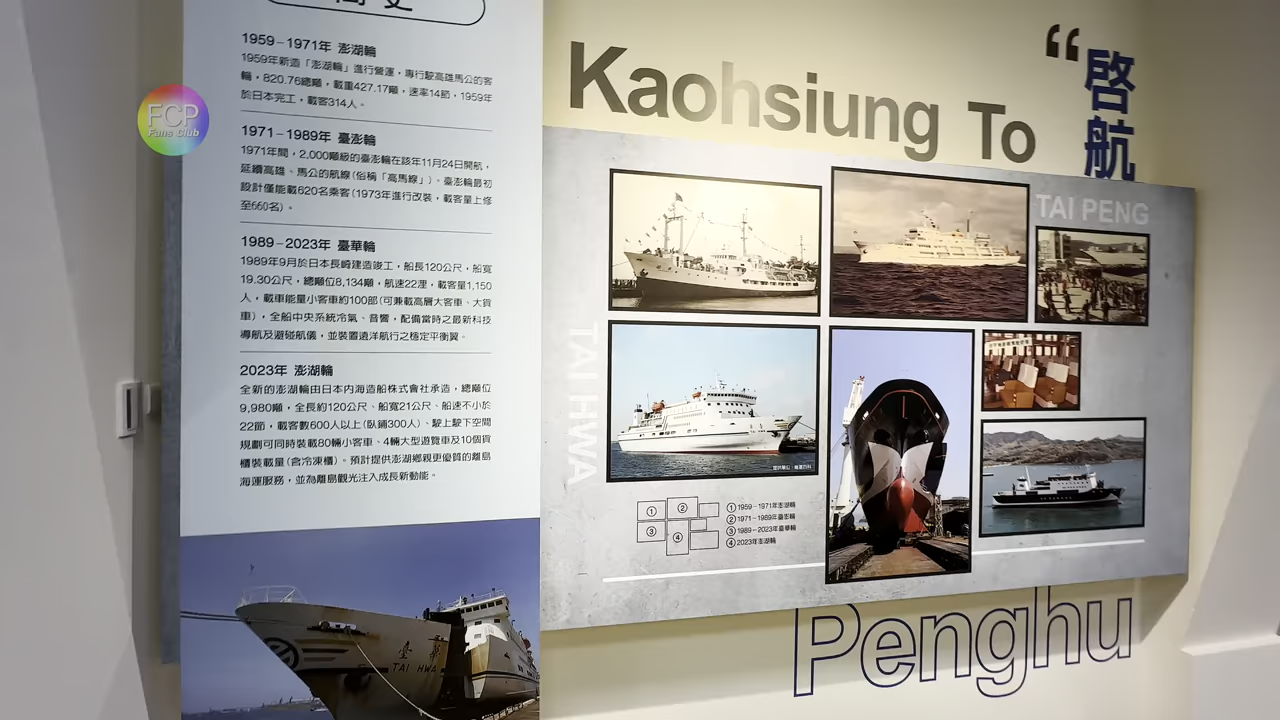 1959-1971年 澎湖輪
1959年新造「澎湖輪」進行營運，專行駛高雄馬公的客
輪，820.76總噸，載重427.17噸，速率14節，1959年
於日本完工，載客314人。
1971-1989年 臺澎輪
1971年間，2,000噸級的臺澎輪在該年11月24日開航，
延續高雄、馬公的航線(俗稱「高馬線」)。臺澎輪最初
設計僅能載620名乘客(1973年進行改裝，載客量上修
至660名)。
1989-2023年 臺華輪
1989年9月於日本長崎建造竣工，船長120公尺，船寬
19.30公尺，總噸位8,134噸，航速22浬，載客量1,150
人，載車能量小客車約100部(可兼載高層大客車、大貨
車)，全船中央系統冷氣、音響，配備當時之最新科技
導航及避碰航儀，並裝置遠洋航行之穩定平衡翼。
2023年 澎湖輪
全新的澎湖輪由日本內海造船株式會社承造，總噸位
9,980噸，全長約120公尺、船寬21公尺、船速不小於
22節，載客數600人以上(臥鋪300人)、駛上駛下空間
規劃可同時裝載80輛小客車、4輛大型遊覽車及10個貨
櫃裝載量(含冷凍櫃)。預計提供澎湖鄉親更優質的離島
海運服務，並為離島觀光注入成長新動能。
臺華
TAI HWA
FCP
Fans Club
Kaohsiung To
“啓航
TAI PENG
TAI HWA
① ② ③ ④
①1959-1971年澎湖輪
②1971-1989年臺澎輪
③1989-2023年臺華輪
④2023年澎湖輪
Penghu